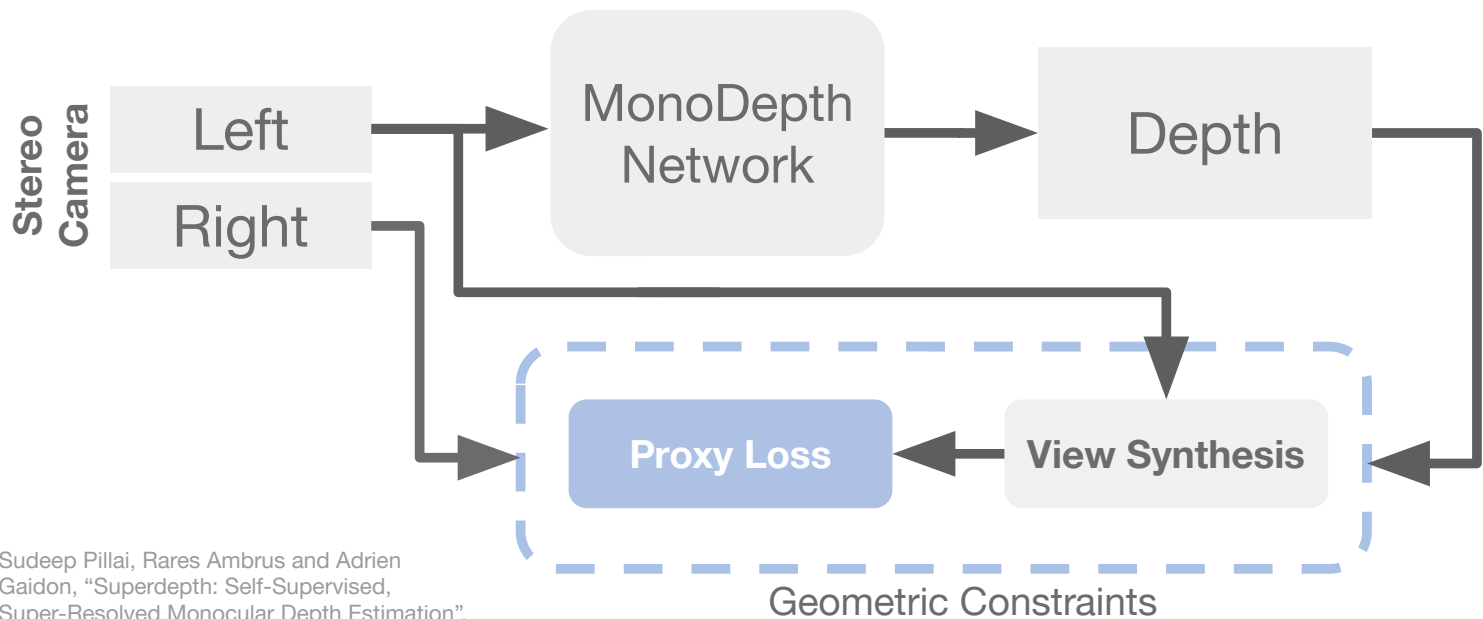 Stereo
Camera
Left
Right
MonoDepth
Network
Depth
Proxy Loss
View Synthesis
Geometric Constraints
Sudeep Pillai, Rares Ambrus and Adrien
Gaidon, “Superdepth: Self-Supervised,
Super-Resolved Monocular Depth Estimation”.